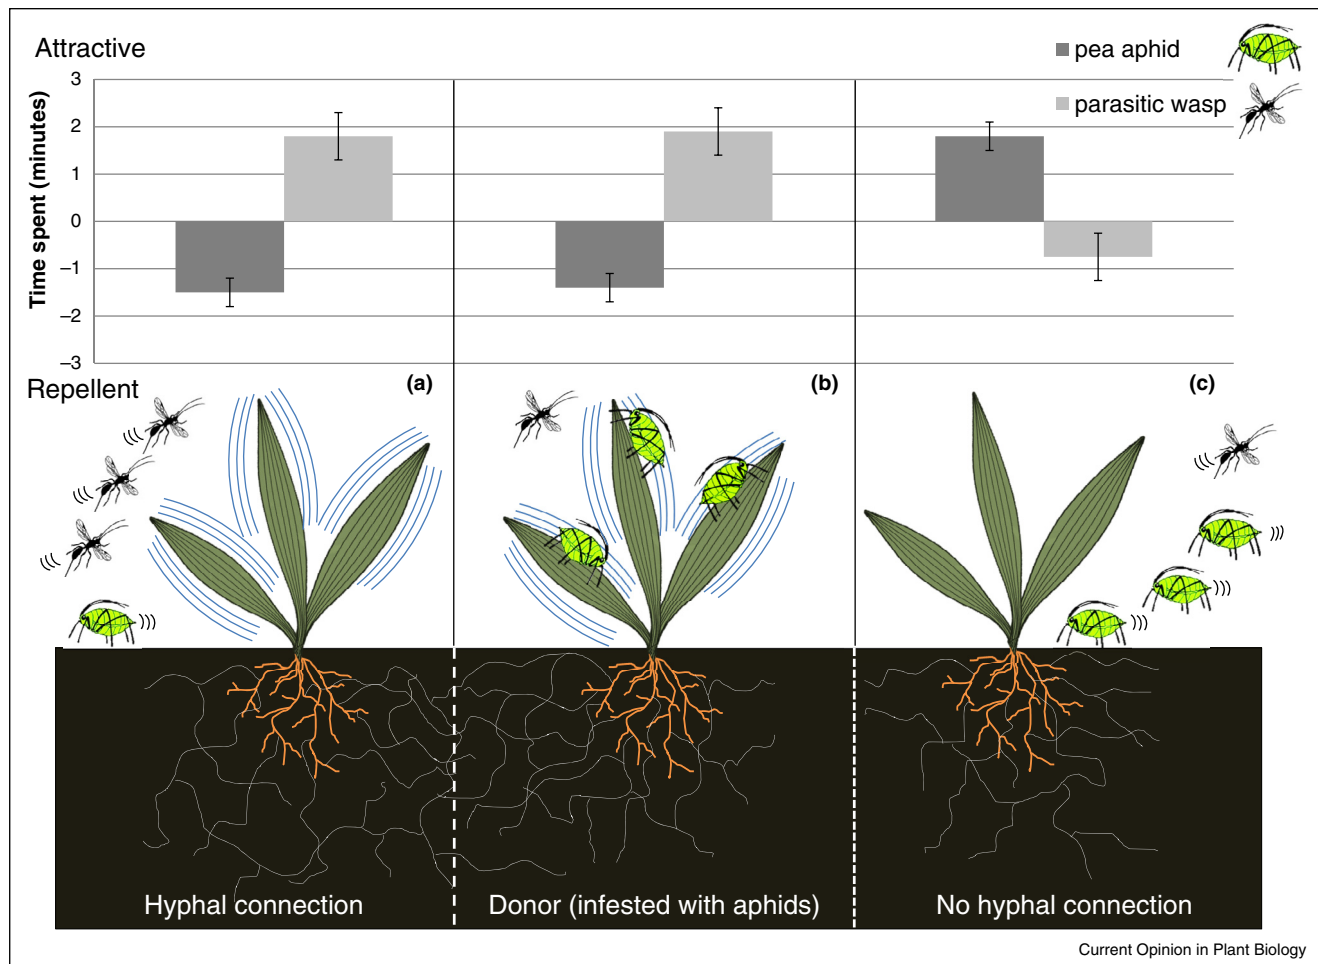 Attractive
pea aphid
parasitic wasp
Time spent (minutes)
3
2
1
0
–1
–2
–3
Repellent
(a)
(b)
(c)
Hyphal connection
Donor (infested with aphids)
No hyphal connection
Current Opinion in Plant Biology